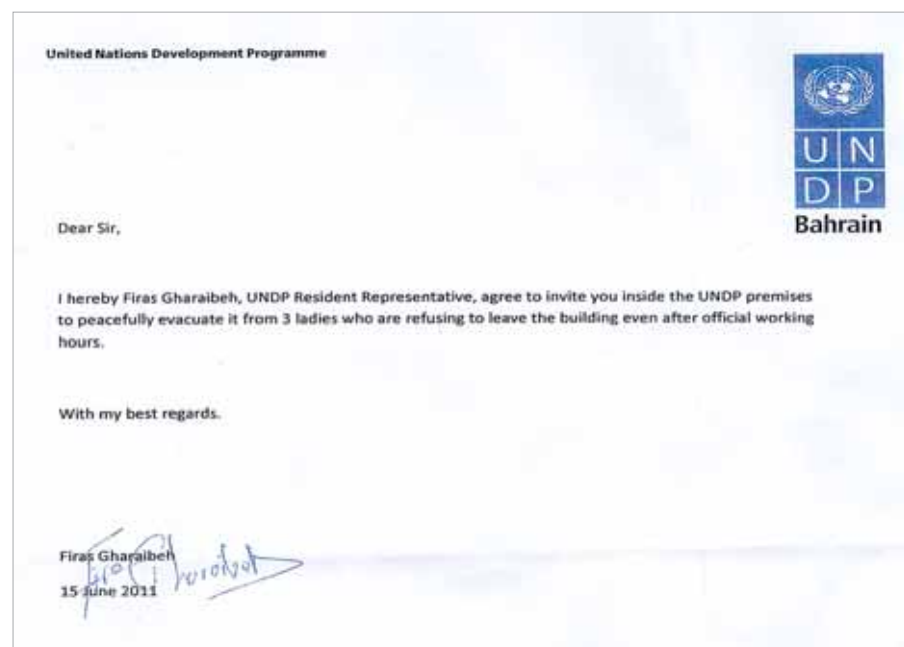 United Nations Development Programme
U N
D P
Bahrain
Dear Sir,
I hereby Firas Gharaibeh, UNDP Resident Representative, agree to invite you inside the UNDP premises
to peacefully evacuate it from 3 ladies who are refusing to leave the building even after official working
hours.
With my best regards.
Firas Gharaibeh
15 June 2011